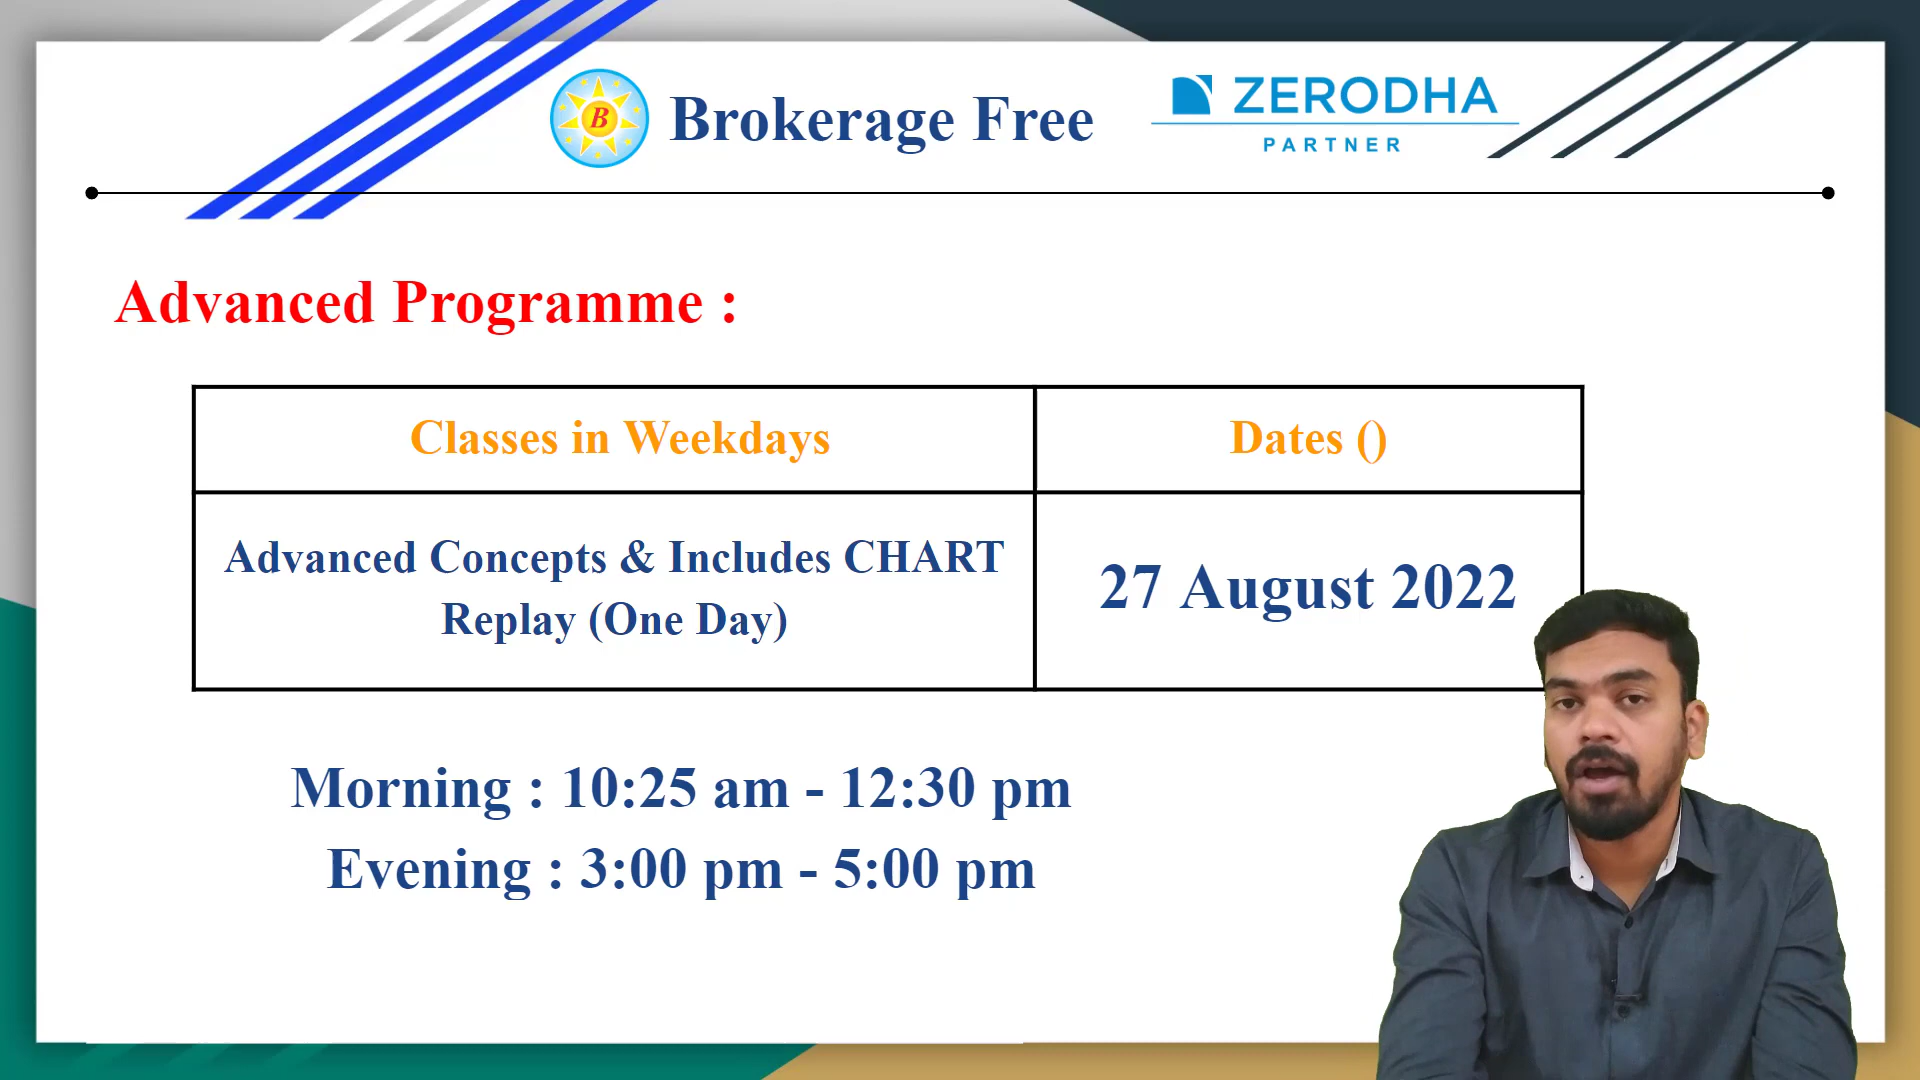 B Brokerage Free
ZERODHA
PARTNER
Advanced Programme :
Classes in Weekdays
Dates ()
Advanced Concepts & Includes CHART
Replay (One Day)
27 August 2022
Morning : 10:25 am - 12:30 pm
Evening : 3:00 pm - 5:00 pm